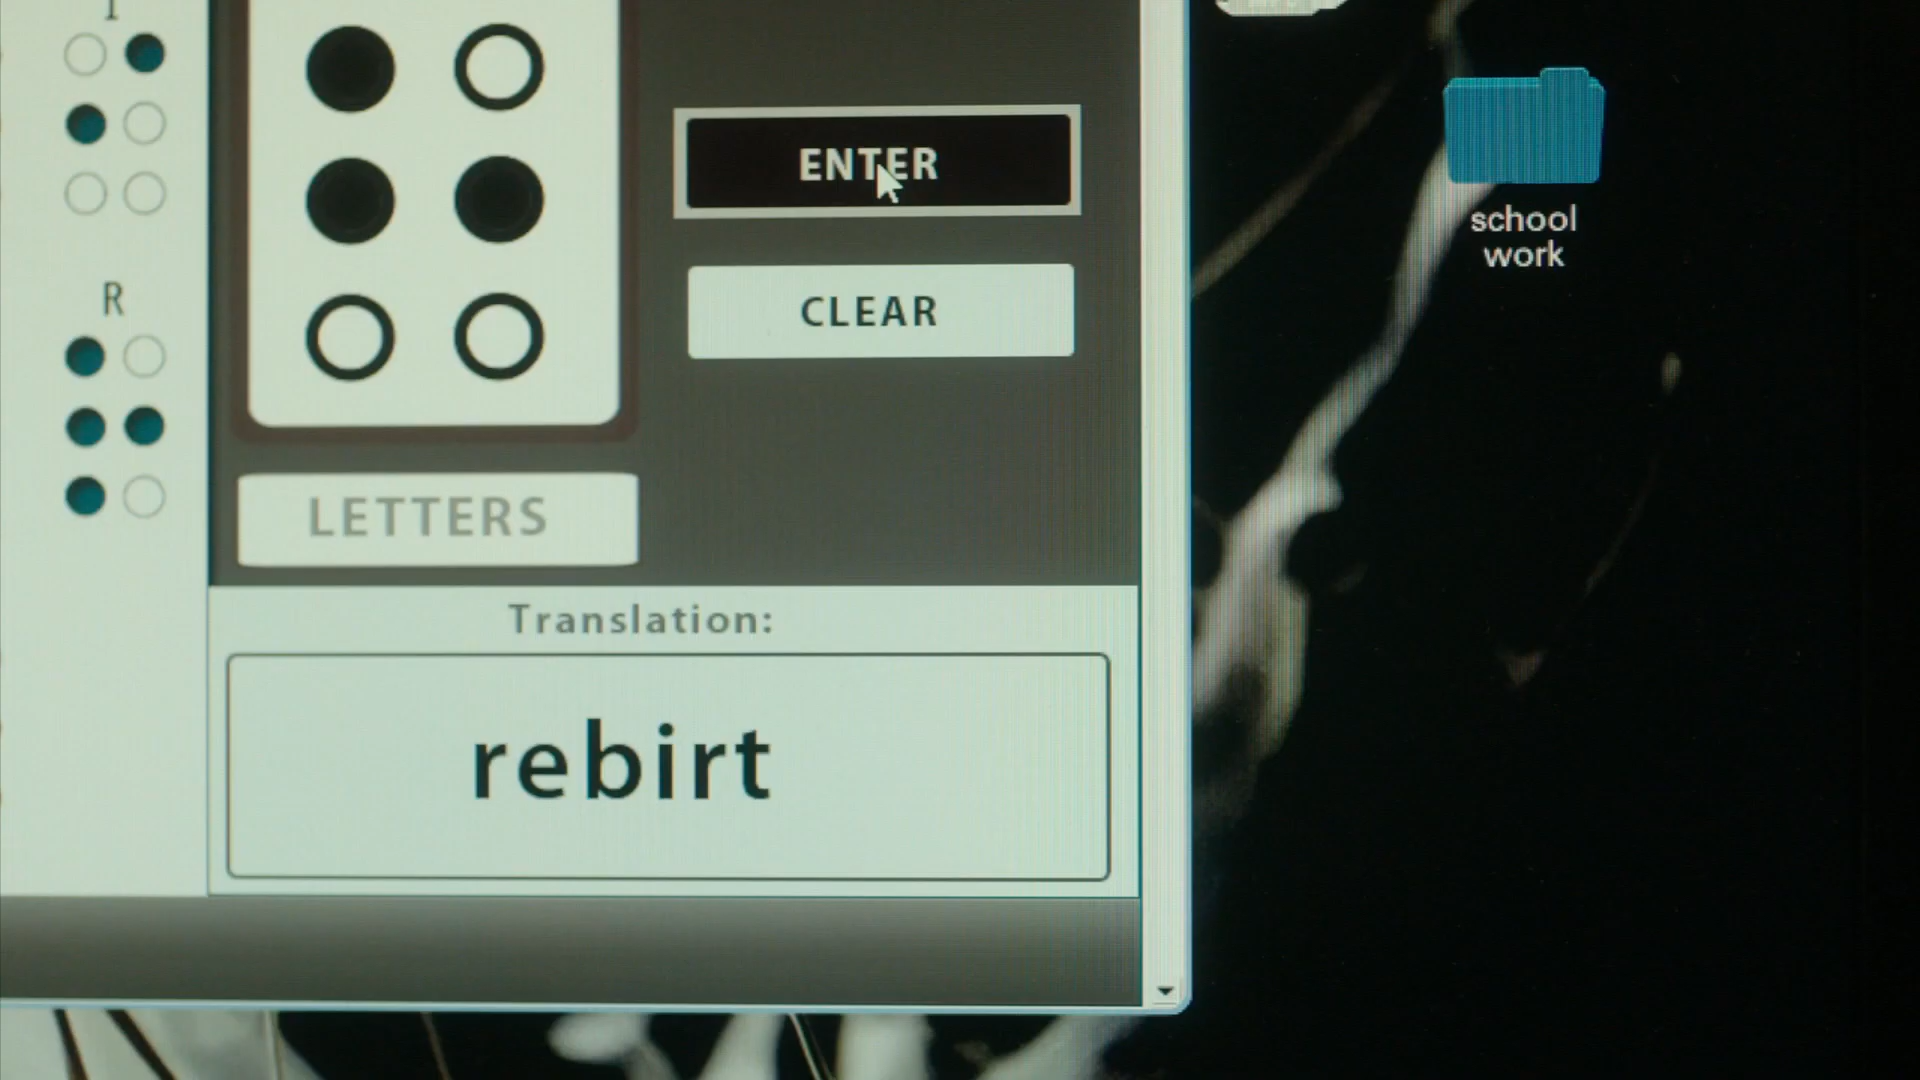 I
R
ENTER
CLEAR
LETTERS
Translation:
rebirt
school
work